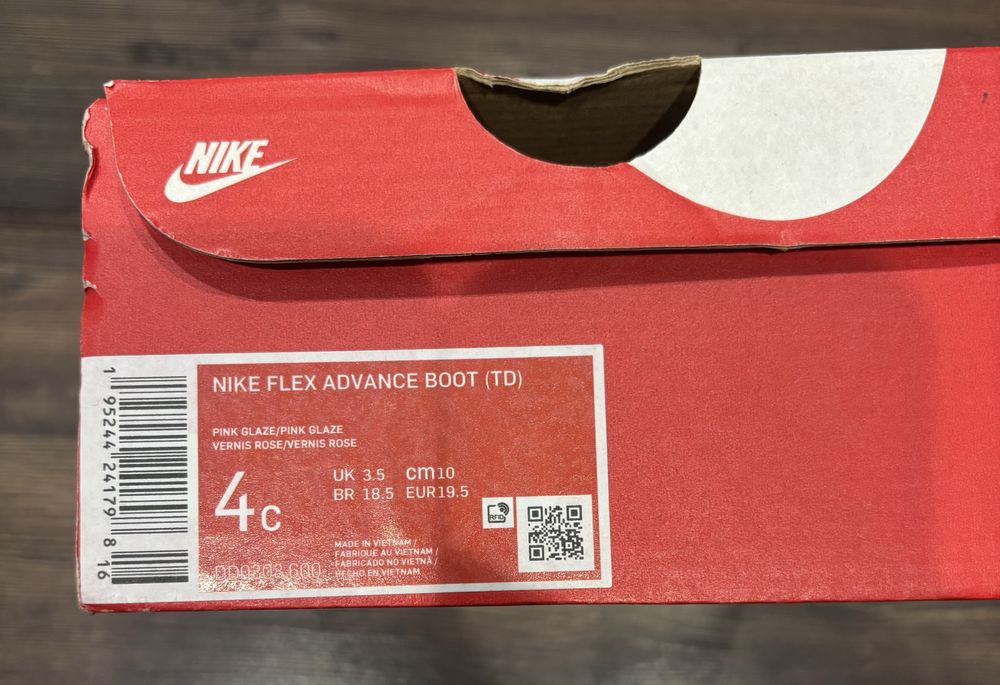 NIKE
NIKE FLEX ADVANCE BOOT (TD)
PINK GLAZE/PINK GLAZE
VERNIS ROSE/VERNIS ROSE
4C
UK 3.5 cm10
BR 18.5 EUR19.5
RFID
MADE IN VIETNAM /
FABRIQUE AU VIETNAM /
FABRICADO NO VIETNÃ /
HECHO EN VIETNAM
1 95244 24179 8 16